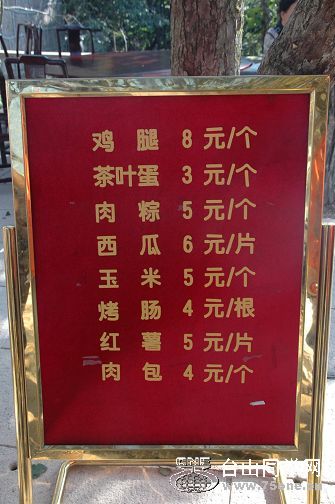 鸡 腿 8 元/个
茶叶蛋 3 元/个
肉 粽 5 元/个
西 瓜 6 元/片
玉 米 5 元/个
烤 肠 4 元/根
红 薯 5 元/片
肉 包 4 元/个
台山同学网
www.75ene.com